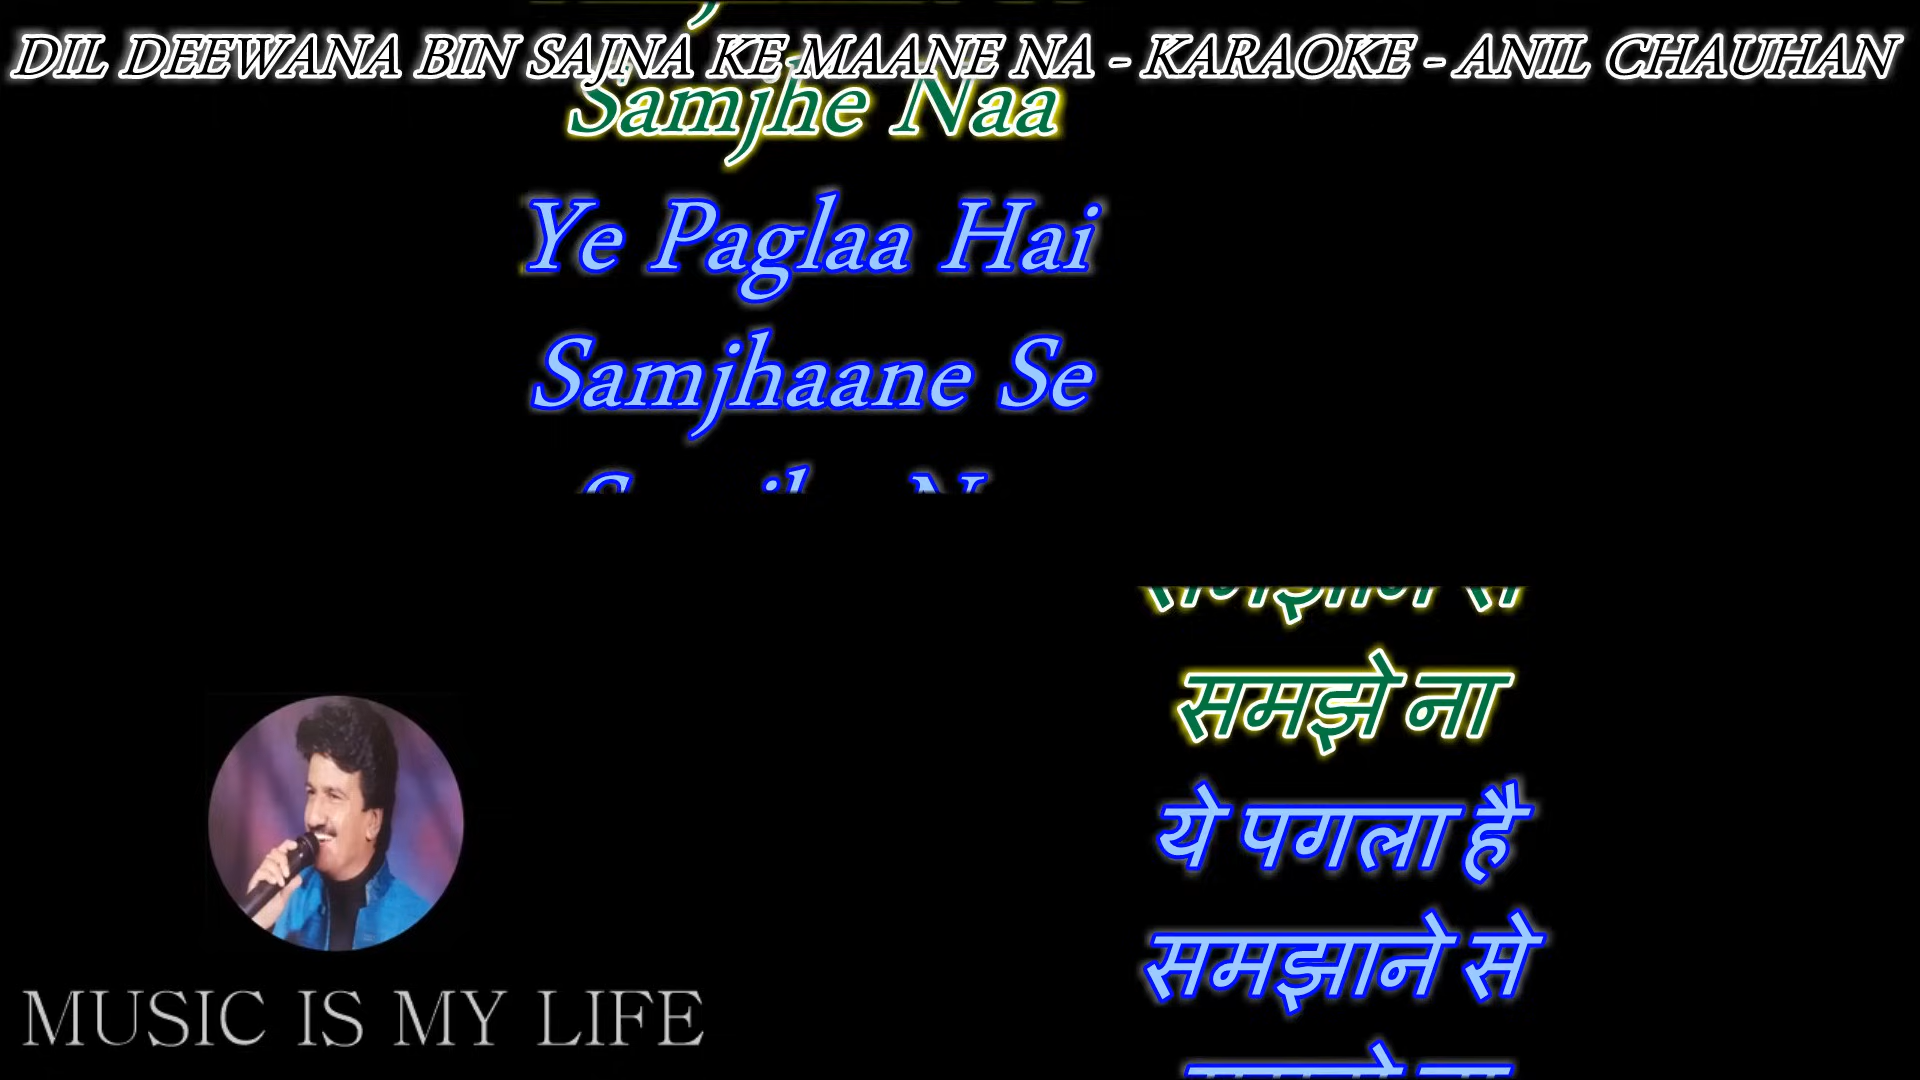 DIL DEEWANA BIN SAJNA KE MAANE NA - KARAOKE - ANIL CHAUHAN
Samjhe Naa
Ye Paglaa Hai
Samjhaane Se
समझे ना
ये पगला है
समझाने से
MUSIC IS MY LIFE